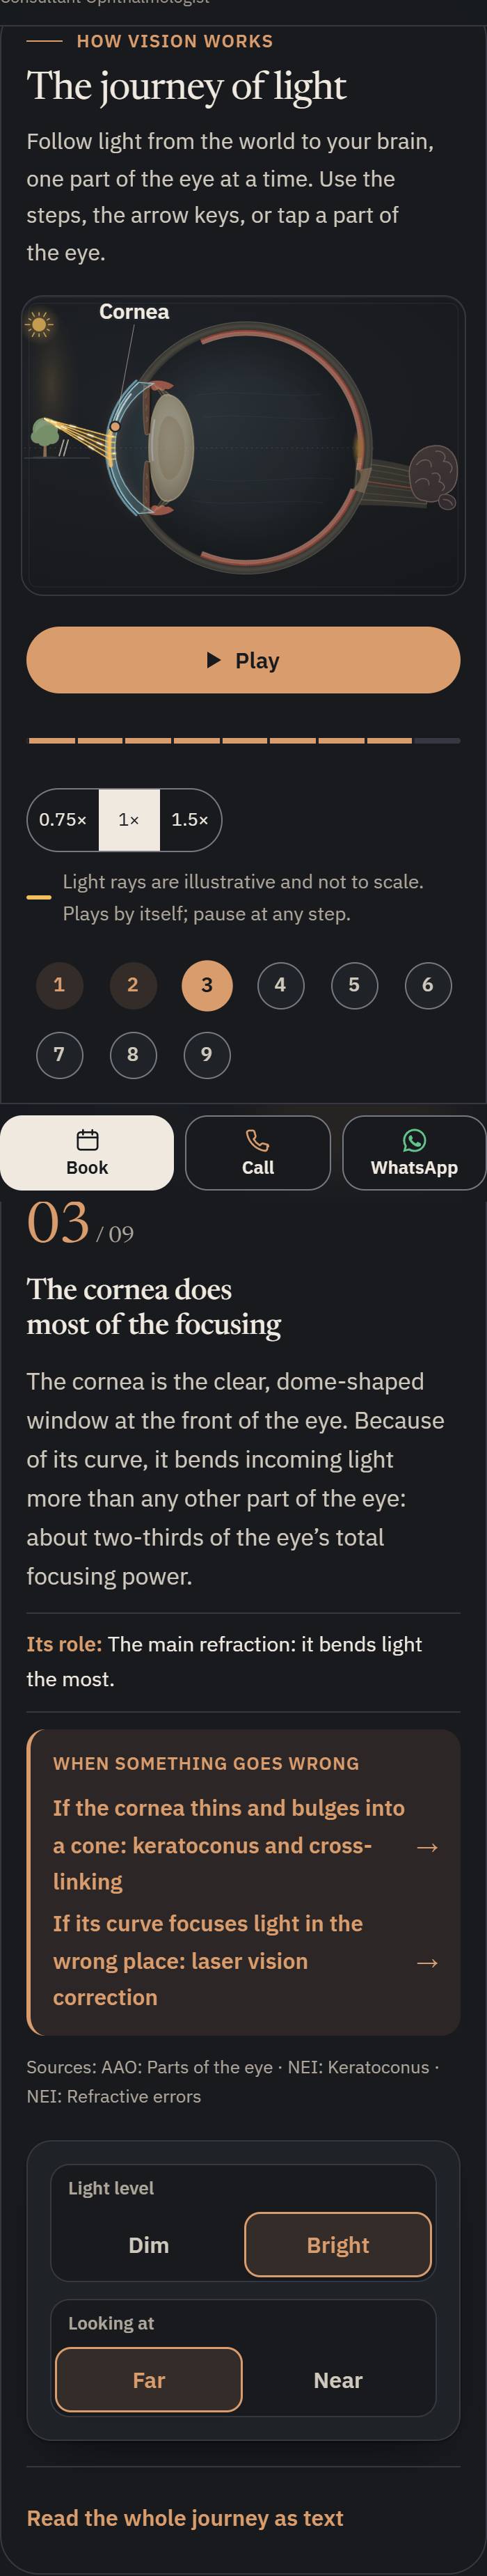 Consultant Ophthalmologist
HOW VISION WORKS
The journey of light
Follow light from the world to your brain,
one part of the eye at a time. Use the
steps, the arrow keys, or tap a part of
the eye.
Cornea
Play
0.75× 1× 1.5×
Light rays are illustrative and not to scale.
Plays by itself; pause at any step.
1 2 3 4 5 6
7 8 9
Book Call WhatsApp
03 / 09
The cornea does
most of the focusing
The cornea is the clear, dome-shaped
window at the front of the eye. Because
of its curve, it bends incoming light
more than any other part of the eye:
about two-thirds of the eye’s total
focusing power.
Its role: The main refraction: it bends light
the most.
WHEN SOMETHING GOES WRONG
If the cornea thins and bulges into
a cone: keratoconus and cross-
linking
→
If its curve focuses light in the
wrong place: laser vision
correction
→
Sources: AAO: Parts of the eye · NEI: Keratoconus ·
NEI: Refractive errors
Light level
Dim Bright
Looking at
Far Near
Read the whole journey as text